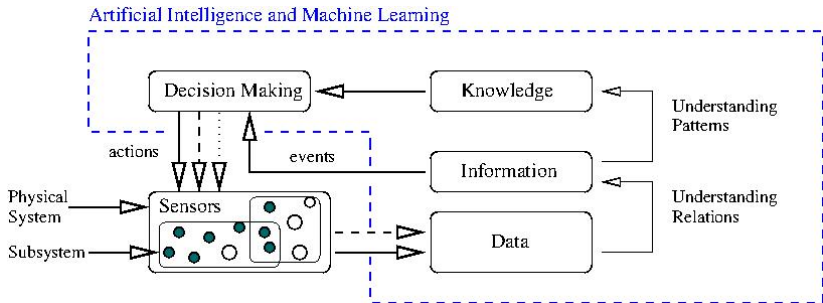 Artificial Intelligence and Machine Learning
Decision Making
Knowledge
Understanding
Patterns
actions
events
Information
Physical
System
Sensors
Understanding
Relations
Subsystem
Data